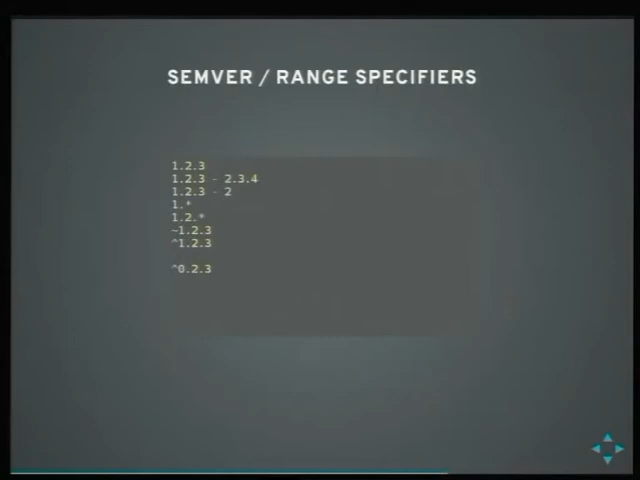 SEMVER / RANGE SPECIFIERS
1.2.3
1.2.3 - 2.3.4
1.2.3 - 2
1.*
1.2.*
~1.2.3
^1.2.3
^0.2.3